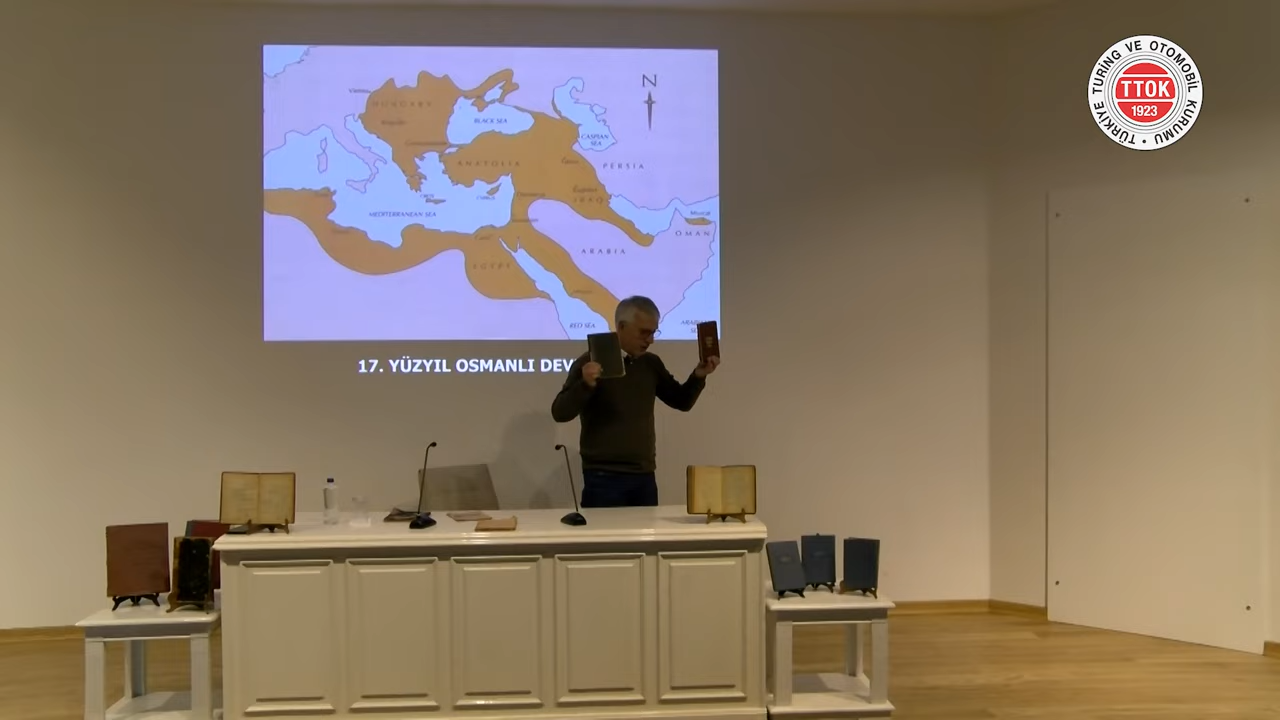 TÜRKİYE TURİNG VE OTOMOBİL KURUMU
TTOK
1923
N
HUNGARY
BLACK SEA
CASPIAN
SEA
ANATOLIA
PERSIA
IRAQ
MEDITERRANEAN SEA
OMAN
ARABIA
EGYPT
RED SEA
17. YÜZYIL OSMANLI DEV